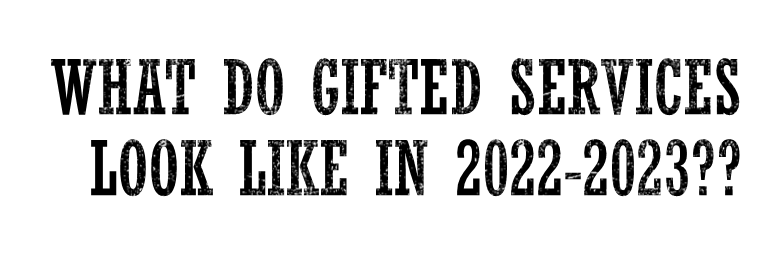 WHAT DO GIFTED SERVICES
LOOK LIKE IN 2022-2023??